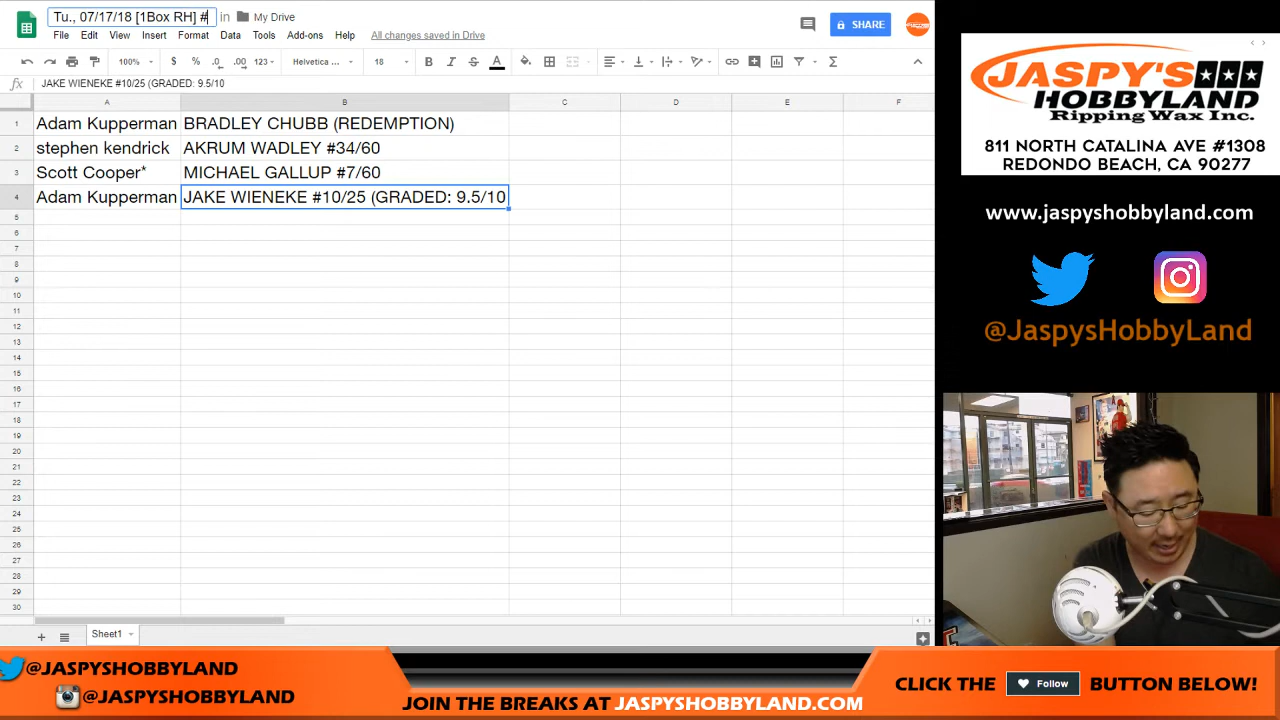 Tu., 07/17/18 [1Box RH] #
in My Drive
SHARE
File Edit View Insert Format Data Tools Add-ons Help All changes saved in Drive
100% $ % .0 .00 123 Helvetica ... 18 B I S A
fx JAKE WIENEKE #10/25 (GRADED: 9.5/10
A B C D E F
1 Adam Kupperman BRADLEY CHUBB (REDEMPTION)
2 stephen kendrick AKRUM WADLEY #34/60
3 Scott Cooper* MICHAEL GALLUP #7/60
4 Adam Kupperman JAKE WIENEKE #10/25 (GRADED: 9.5/10
5
6
7
8
9
10
11
12
13
14
15
16
17
18
19
20
21
22
23
24
25
26
27
28
29
30
Sheet1
JASPY'S
HOBBYLAND
Ripping Wax Inc.
811 NORTH CATALINA AVE #1308
REDONDO BEACH, CA 90277
www.jaspyshobbyland.com
@JaspysHobbyLand
@JASPYSHOBBYLAND
@JASPYSHOBBYLAND
JOIN THE BREAKS AT JASPYSHOBBYLAND.COM
CLICK THE Follow BUTTON BELOW!